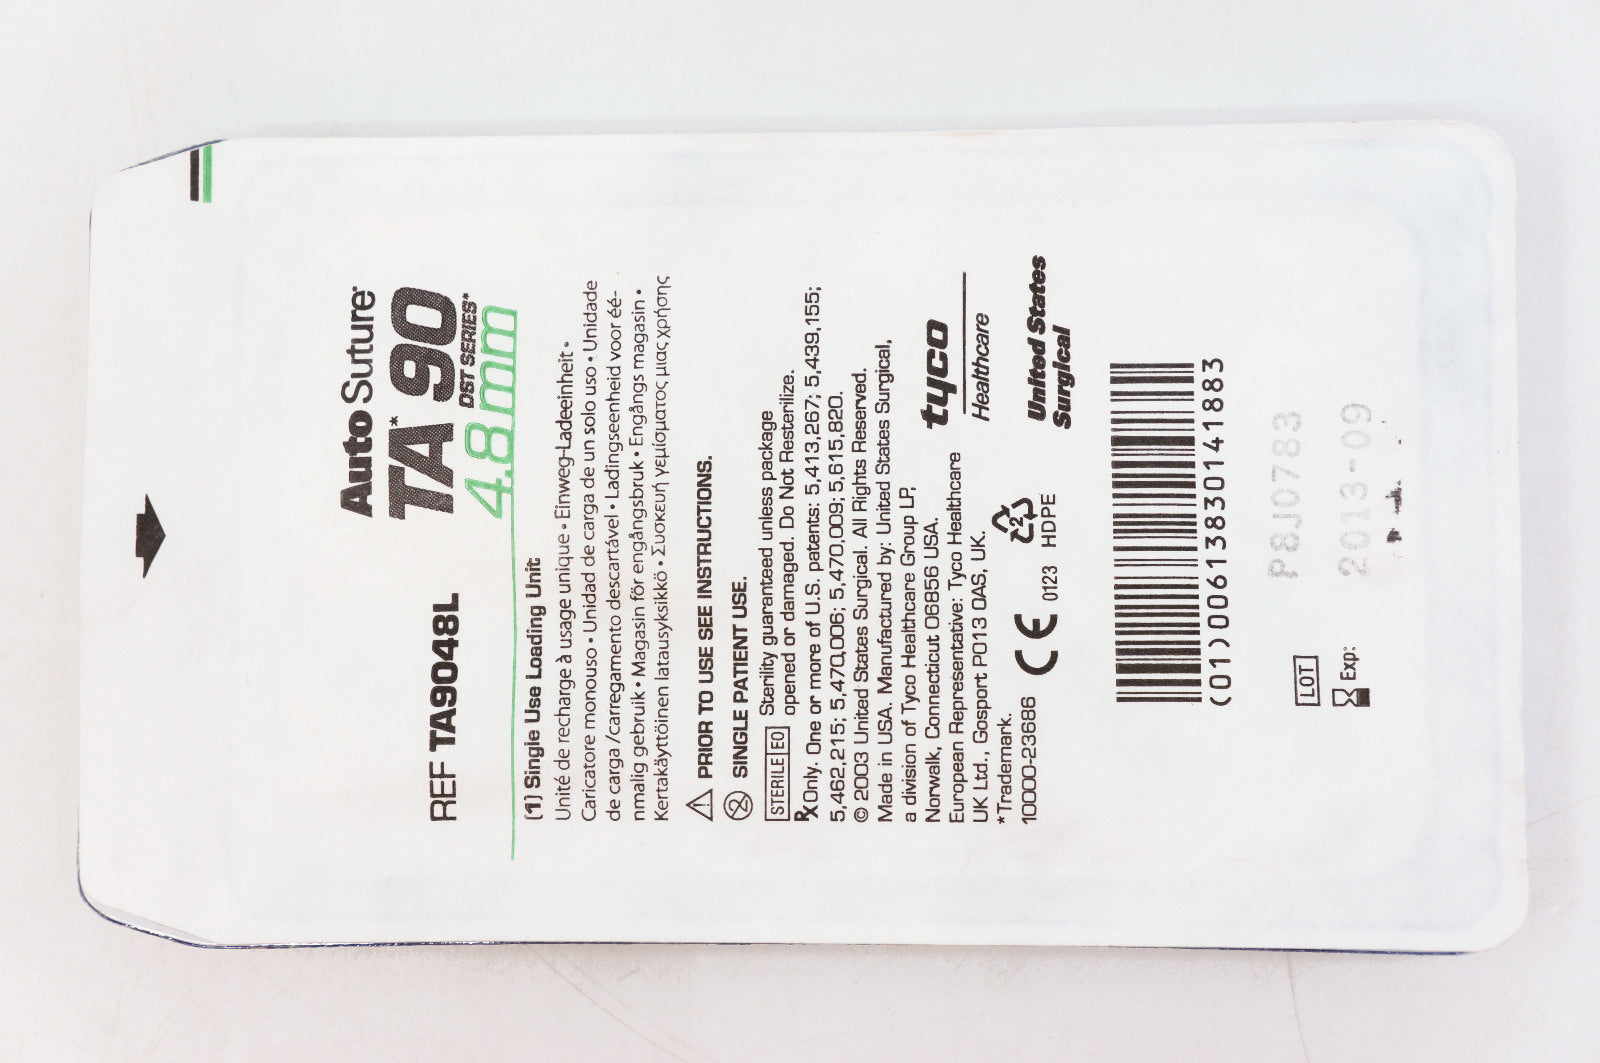 Auto Suture™
TA* 90
DST SERIES*
REF TA9048L
4.8mm
(1) Single Use Loading Unit
Unité de recharge à usage unique • Einweg-Ladeeinheit •
Caricatore monouso • Unidad de carga de un solo uso • Unidade
de carga /carregamento descartável • Ladingseenheid voor éé-
nmalig gebruik • Magasin för engångsbruk • Engångs magasin •
Kertakäyttöinen latausyksikkö • Συσκευή γεμίσματος μιας χρήσης
PRIOR TO USE SEE INSTRUCTIONS.
2 SINGLE PATIENT USE.
STERILE EO Sterility guaranteed unless package
opened or damaged. Do Not Resterilize.
℞ Only. One or more of U.S. patents: 5,413,267; 5,439,155;
5,462,215; 5,470,006; 5,470,009; 5,615,820.
© 2003 United States Surgical. All Rights Reserved.
Made in USA. Manufactured by: United States Surgical,
a division of Tyco Healthcare Group LP,
Norwalk, Connecticut 06856 USA.
European Representative: Tyco Healthcare
UK Ltd., Gosport PO13 0AS, UK.
*Trademark.
10000-23686
CE 0123
2 HDPE
tyco
Healthcare
United States
Surgical
(01)00613830141883
LOT P8J0783
Exp: 2013-09